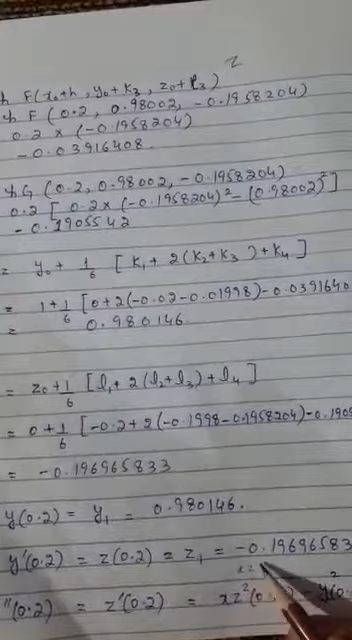 h F(x₀+h, y₀+k₃, z₀+l₃) z
h F(0.2, 0.98002, -0.1958204)
0.2 × (-0.1958204)
-0.03916408.
hG(0.2, 0.98002, -0.1958204)
0.2 [0.2×(-0.1958204)² - (0.98002)²]
-0.1905542
= y₀ + 1/6 [k₁ + 2(k₂+k₃) + k₄]
= 1 + 1/6 [0 + 2(-0.02 - 0.01998) - 0.0391640
= 0.980146.
= z₀ + 1/6 [l₁ + 2(l₂+l₃) + l₄]
= 0 + 1/6 [-0.2 + 2(-0.1998 - 0.1958204) - 0.190
= -0.196965833
y(0.2) = y₁ = 0.980146.
y'(0.2) = z(0.2) = z₁ = -0.19696583
xz
''(0.2) = z'(0.2) = xz²(0. - y²(0.